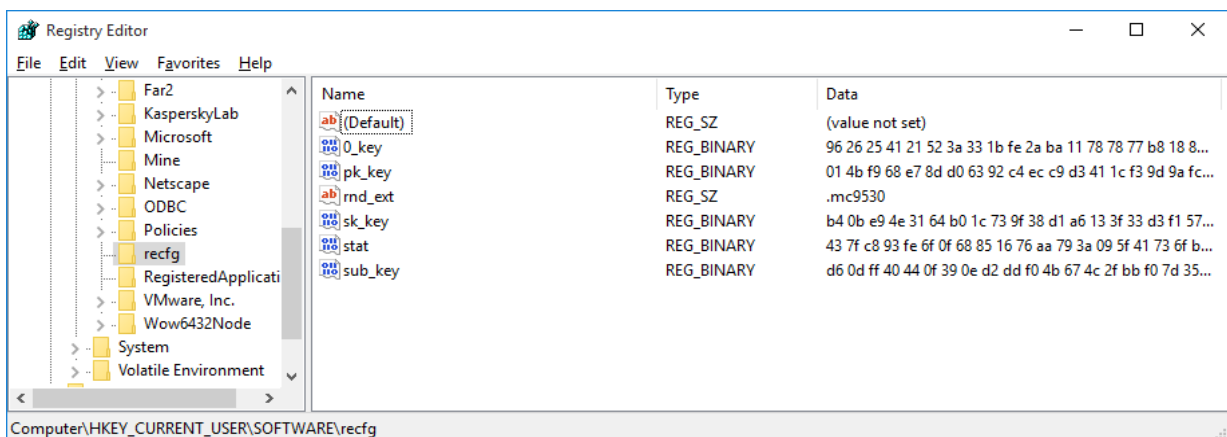 Registry Editor
File Edit View Favorites Help
Far2
KasperskyLab
Microsoft
Mine
Netscape
ODBC
Policies
recfg
RegisteredApplicati
VMware, Inc.
Wow6432Node
System
Volatile Environment
Name Type Data
(Default) REG_SZ (value not set)
0_key REG_BINARY 96 26 25 41 21 52 3a 33 1b fe 2a ba 11 78 78 77 b8 18 8...
pk_key REG_BINARY 01 4b f9 68 e7 8d d0 63 92 c4 ec c9 d3 41 1c f3 9d 9a fc...
rnd_ext REG_SZ .mc9530
sk_key REG_BINARY b4 0b e9 4e 31 64 b0 1c 73 9f 38 d1 a6 13 3f 33 d3 f1 57...
stat REG_BINARY 43 7f c8 93 fe 6f 0f 68 85 16 76 aa 79 3a 09 5f 41 73 6f b...
sub_key REG_BINARY d6 0d ff 40 44 0f 39 0e d2 dd f0 4b 67 4c 2f bb f0 7d 35...
Computer\HKEY_CURRENT_USER\SOFTWARE\recfg